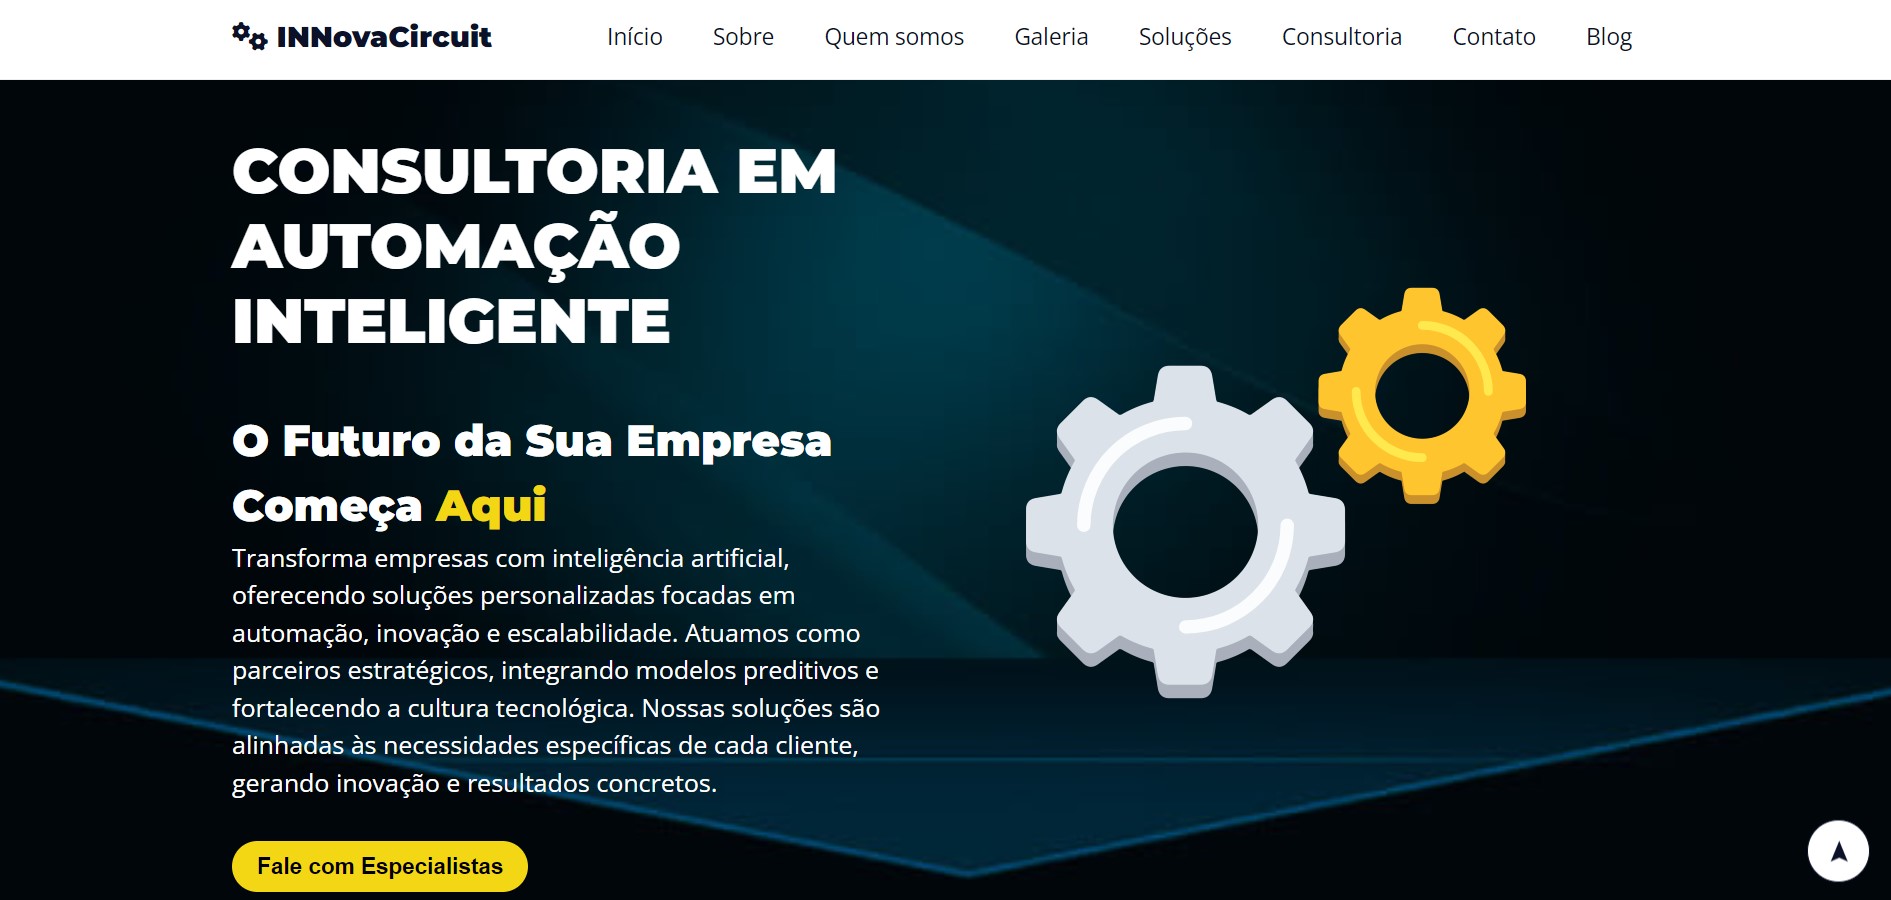 INNovaCircuit
Início Sobre Quem somos Galeria Soluções Consultoria Contato Blog
CONSULTORIA EM
AUTOMAÇÃO
INTELIGENTE
O Futuro da Sua Empresa
Começa Aqui
Transforma empresas com inteligência artificial,
oferecendo soluções personalizadas focadas em
automação, inovação e escalabilidade. Atuamos como
parceiros estratégicos, integrando modelos preditivos e
fortalecendo a cultura tecnológica. Nossas soluções são
alinhadas às necessidades específicas de cada cliente,
gerando inovação e resultados concretos.
Fale com Especialistas